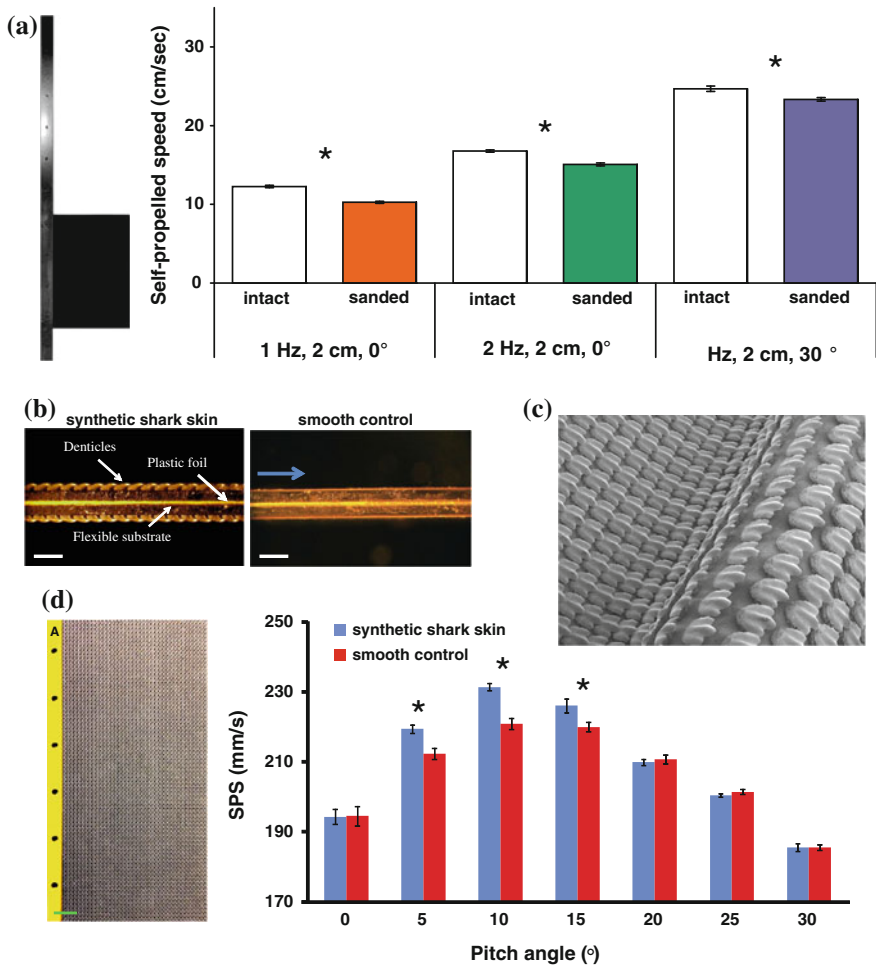 (a)
Self-propelled speed (cm/sec)
30
20
10
0
*
*
*
intact
sanded
intact
sanded
intact
sanded
1 Hz, 2 cm, 0°
2 Hz, 2 cm, 0°
Hz, 2 cm, 30 °
(b)
synthetic shark skin
smooth control
Denticles
Plastic foil
Flexible substrate
(c)
(d)
A
SPS (mm/s)
250
230
210
190
170
synthetic shark skin
smooth control
*
*
*
0 5 10 15 20 25 30
Pitch angle (°)